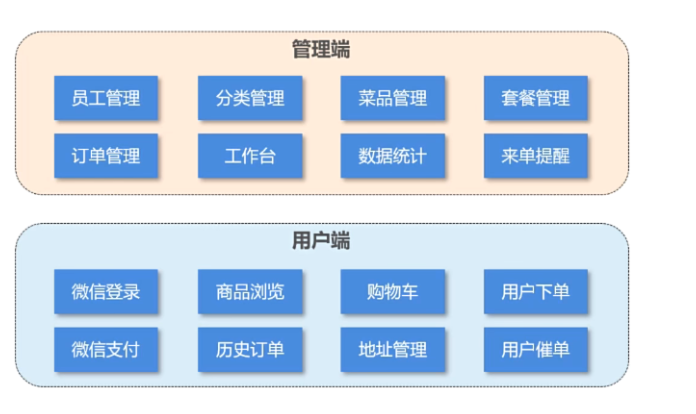 管理端
员工管理 分类管理 菜品管理 套餐管理
订单管理 工作台 数据统计 来单提醒
用户端
微信登录 商品浏览 购物车 用户下单
微信支付 历史订单 地址管理 用户催单